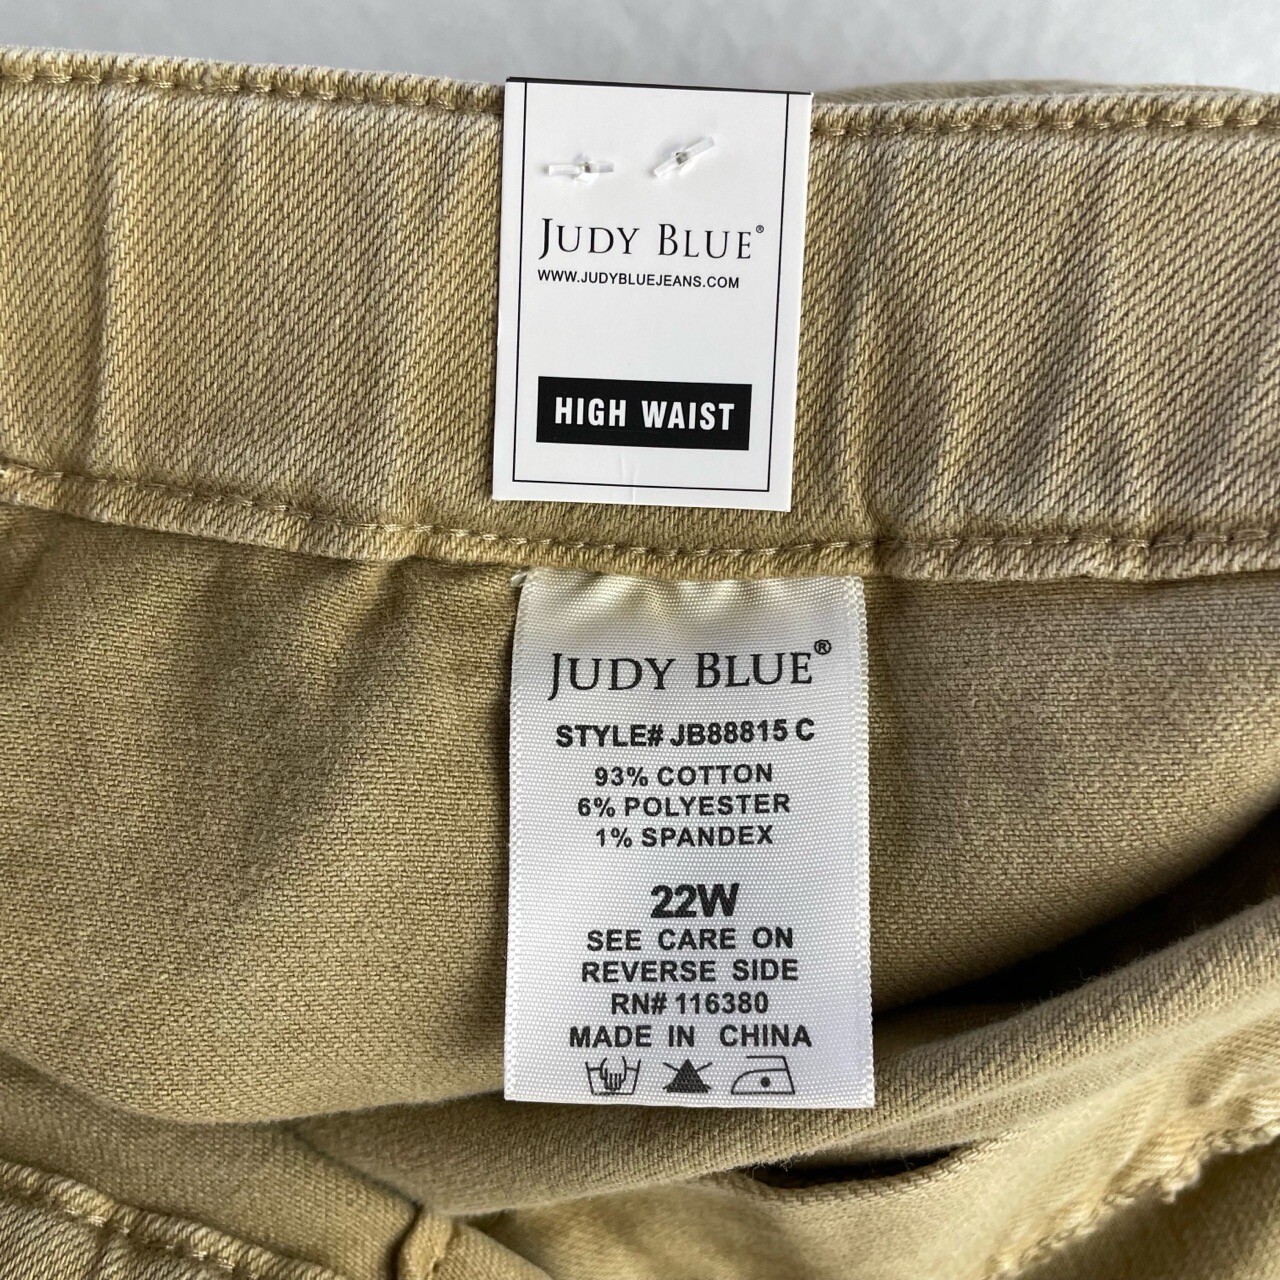 JUDY BLUE®
WWW.JUDYBLUEJEANS.COM
HIGH WAIST
JUDY BLUE®
STYLE# JB88815 C
93% COTTON
6% POLYESTER
1% SPANDEX
22W
SEE CARE ON
REVERSE SIDE
RN# 116380
MADE IN CHINA